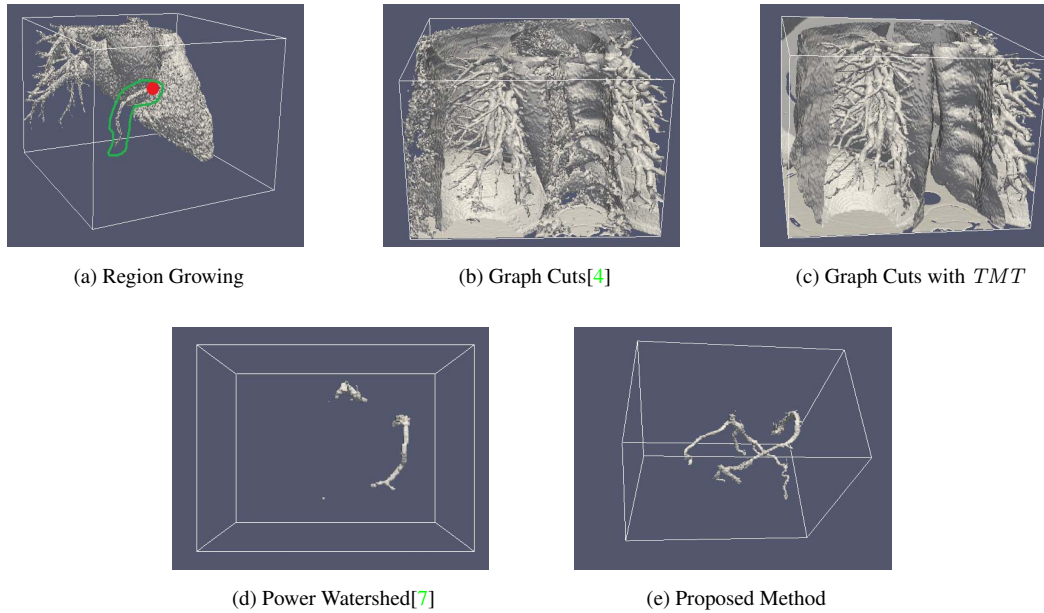 (a) Region Growing
(b) Graph Cuts[4]
(c) Graph Cuts with TMT
(d) Power Watershed[7]
(e) Proposed Method